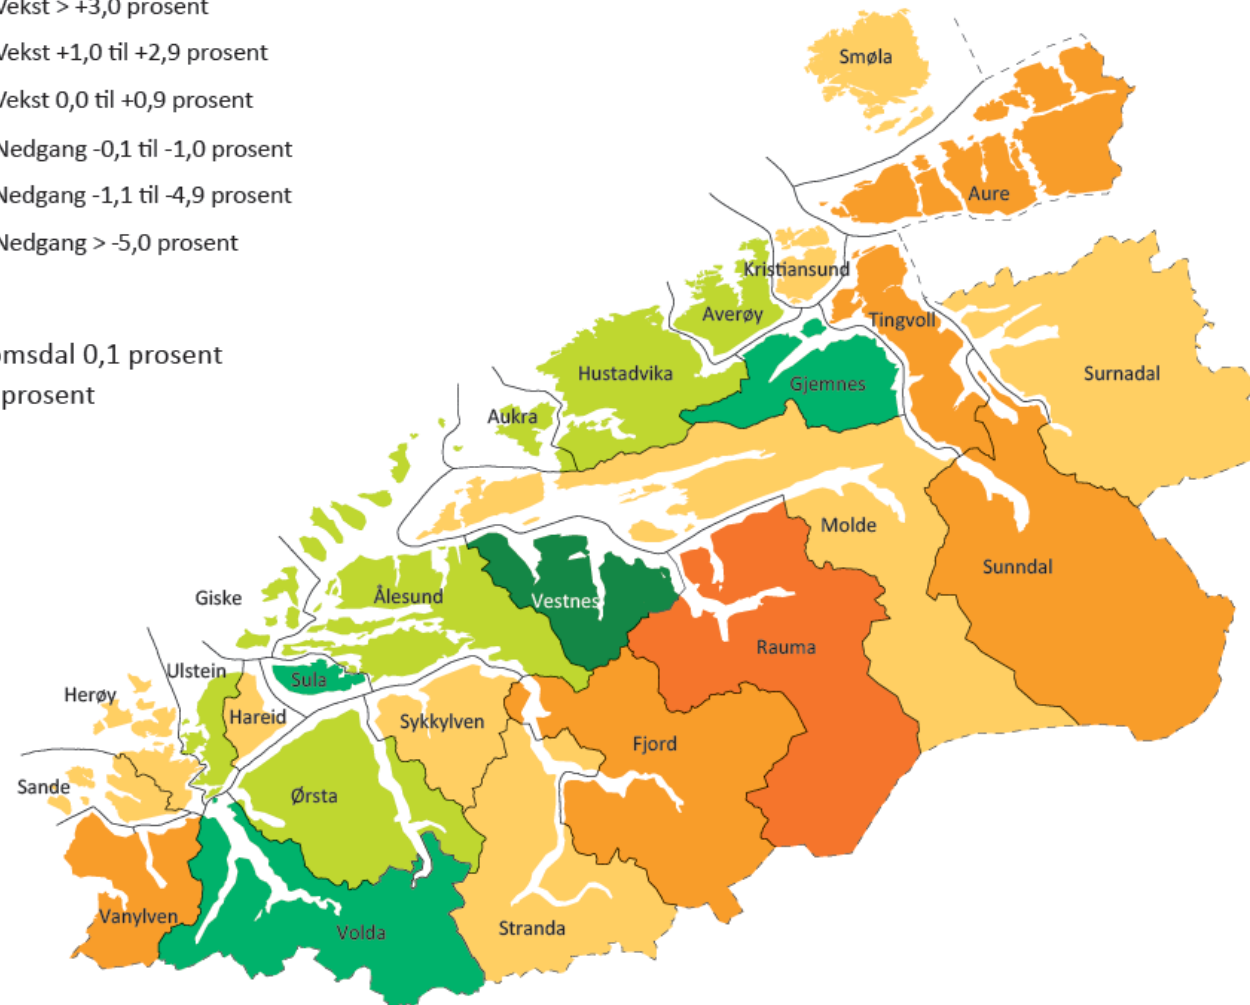 Vekst > +3,0 prosent
Vekst +1,0 til +2,9 prosent
Vekst 0,0 til +0,9 prosent
Nedgang -0,1 til -1,0 prosent
Nedgang -1,1 til -4,9 prosent
Nedgang > -5,0 prosent
omsdal 0,1 prosent
prosent
Smøla
Aure
Kristiansund
Averøy
Tingvoll
Hustadvika
Gjemnes
Surnadal
Aukra
Molde
Sunndal
Giske
Ålesund
Vestnes
Rauma
Ulstein
Sula
Herøy
Hareid
Sykkylven
Fjord
Sande
Ørsta
Vanylven
Volda
Stranda